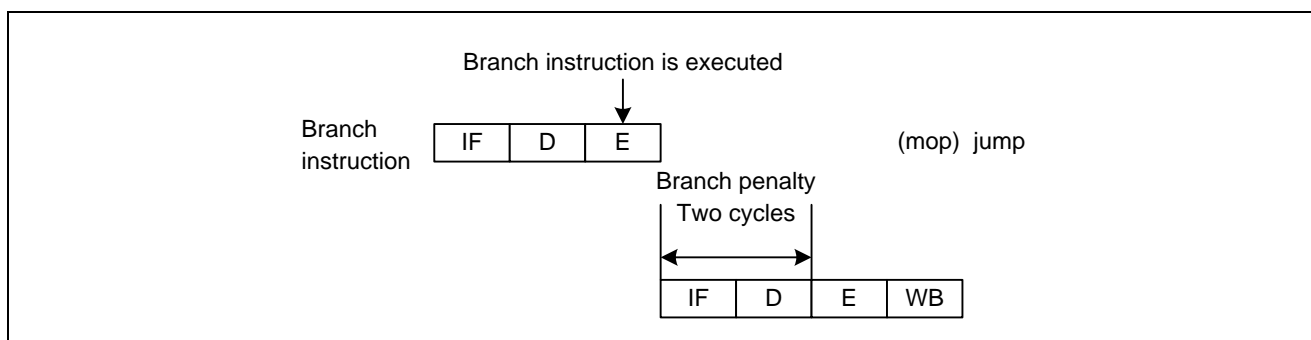 Branch instruction is executed
Branch
instruction
IF D E
(mop) jump
Branch penalty
Two cycles
IF D E WB